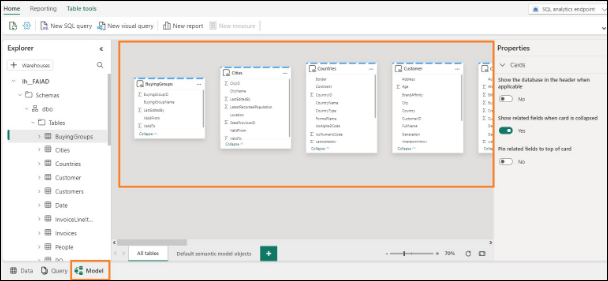 Home Reporting Table tools
SQL analytics endpoint
New SQL query New visual query New report New measure
Explorer
+ Warehouses
lh_FAIAD
Schemas
dbo
Tables
BuyingGroups
Cities
Countries
Customer
Customers
Date
InvoiceLineIt...
Invoices
People
BuyingGroups
BuyingGroupID
BuyingGroupName
LastEditedBy
ValidFrom
ValidTo
Collapse
Cities
CityID
CityName
LastEditedBy
LatestRecordedPopulation
Location
StateProvinceID
ValidFrom
ValidTo
Collapse
Countries
Border
Continent
CountryID
CountryName
CountryType
FormalName
IsoAlpha3Code
IsoNumericCode
Collapse
Customer
Address
Age
BrandAffinity
City
CustomerID
FullName
Generation
Collapse
Properties
Cards
Show the database in the header when
applicable
No
Show related fields when card is collapsed
Yes
Pin related fields to top of card
No
All tables Default semantic model objects +
- + 70%
Data Query Model